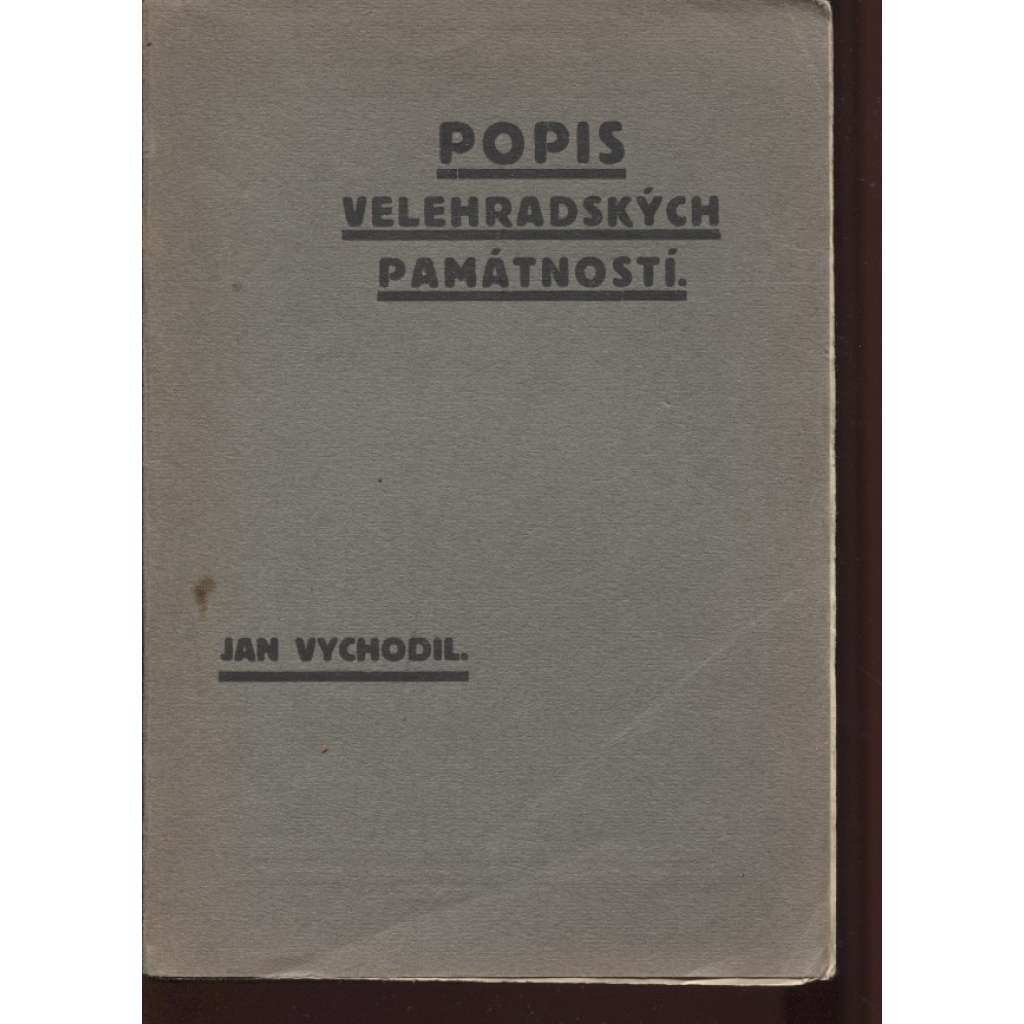 POPIS
VELEHRADSKÝCH
PAMÁTNOSTÍ.
JAN VYCHODIL.